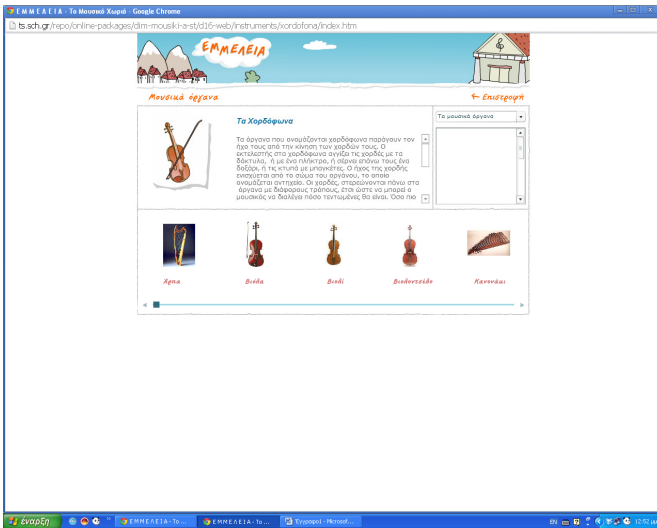 Ε Μ Μ Ε Λ Ε Ι Α - Το Μουσικό Χωριό - Google Chrome
ts.sch.gr/repo/online-packages/dim-mousiki-a-st/d16-web/instruments/xordofona/index.htm
ΕΜΜΕΛΕΙΑ
Μουσικά όργανα
← Επιστροφή
Τα Χορδόφωνα
Τα μουσικά όργανα
Τα όργανα που ονομάζονται χορδόφωνα παράγουν τον
ήχο τους από την κίνηση των χορδών τους. Ο
εκτελεστής στα χορδόφωνα αγγίζει τις χορδές με τα
δάκτυλα, ή με ένα πλήκτρο, ή σέρνει επάνω τους ένα
δοξάρι, ή τις κτυπά με μπαγκέτες. Ο ήχος της χορδής
ενισχύεται από το σώμα του οργάνου, το οποίο
ονομάζεται αντηχείο. Οι χορδές, στερεώνονται πάνω στα
όργανα με διάφορους τρόπους, έτσι ώστε να μπορεί ο
μουσικός να διαλέγει πόσο τεντωμένες θα είναι. Όσο πιο
Άρπα
Βιόλα
Βιολί
Βιολοντσέλο
Κανονάκι
έναρξη
Ε Μ Μ Ε Λ Ε Ι Α - Το ...
Ε Μ Μ Ε Λ Ε Ι Α - Το ...
Έγγραφο1 - Microsof...
EN
12:52 μμ